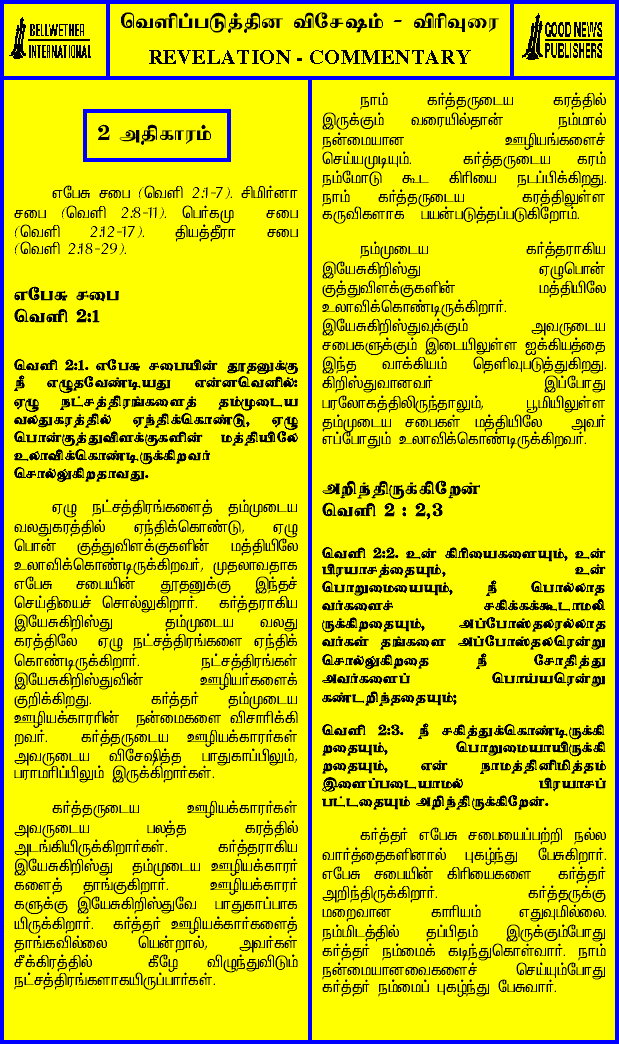 BELLWETHER
INTERNATIONAL
வெளிப்படுத்தின விசேஷம் - விரிவுரை
REVELATION - COMMENTARY
GOOD NEWS
PUBLISHERS
2 அதிகாரம்
எபேசு சபை (வெளி 2:1-7). சிமிர்னா
சபை (வெளி 2:8-11). பெர்கமு சபை
(வெளி 2:12-17). தியத்தீரா சபை
(வெளி 2:18-29).
எபேசு சபை
வெளி 2:1
வெளி 2:1. எபேசு சபையின் தூதனுக்கு
நீ எழுதவேண்டியது என்னவெனில்:
ஏழு நட்சத்திரங்களைத் தம்முடைய
வலதுகரத்தில் ஏந்திக்கொண்டு, ஏழு
பொன்குத்துவிளக்குகளின் மத்தியிலே
உலாவிக்கொண்டிருக்கிறவர்
சொல்லுகிறதாவது.
ஏழு நட்சத்திரங்களைத் தம்முடைய
வலதுகரத்தில் ஏந்திக்கொண்டு, ஏழு
பொன் குத்துவிளக்குகளின் மத்தியிலே
உலாவிக்கொண்டிருக்கிறவர், முதலாவதாக
எபேசு சபையின் தூதனுக்கு இந்தச்
செய்தியைச் சொல்லுகிறார். கர்த்தராகிய
இயேசுகிறிஸ்து தம்முடைய வலது
கரத்திலே ஏழு நட்சத்திரங்களை ஏந்திக்
கொண்டிருக்கிறார். நட்சத்திரங்கள்
இயேசுகிறிஸ்துவின் ஊழியர்களைக்
குறிக்கிறது. கர்த்தர் தம்முடைய
ஊழியக்காரரின் நன்மைகளை விசாரிக்கி
றவர். கர்த்தருடைய ஊழியக்காரர்கள்
அவருடைய விசேஷித்த பாதுகாப்பிலும்,
பராமரிப்பிலும் இருக்கிறார்கள்.
கர்த்தருடைய ஊழியக்காரர்கள்
அவருடைய பலத்த கரத்தில்
அடங்கியிருக்கிறார்கள். கர்த்தராகிய
இயேசுகிறிஸ்து தம்முடைய ஊழியக்காரர்
களைத் தாங்குகிறார். ஊழியக்காரர்
களுக்கு இயேசுகிறிஸ்துவே பாதுகாப்பாக
யிருக்கிறார். கர்த்தர் ஊழியக்கார்களைத்
தாங்கவில்லை யென்றால், அவர்கள்
சீக்கிரத்தில் கீழே விழுந்துவிடும்
நட்சத்திரங்களாகயிருப்பார்கள்.
நாம் கர்த்தருடைய கரத்தில்
இருக்கும் வரையில்தான் நம்மால்
நன்மையான ஊழியங்களைச்
செய்யமுடியும். கர்த்தருடைய கரம்
நம்மோடு கூட கிரியை நடப்பிக்கிறது.
நாம் கர்த்தருடைய கரத்திலுள்ள
கருவிகளாக பயன்படுத்தப்படுகிறோம்.
நம்முடைய கர்த்தராகிய
இயேசுகிறிஸ்து ஏழுபொன்
குத்துவிளக்குகளின் மத்தியிலே
உலாவிக்கொண்டிருக்கிறார்.
இயேசுகிறிஸ்துவுக்கும் அவருடைய
சபைகளுக்கும் இடையிலுள்ள ஐக்கியத்தை
இந்த வாக்கியம் தெளிவுபடுத்துகிறது.
கிறிஸ்துவானவர் இப்போது
பரலோகத்திலிருந்தாலும், பூமியிலுள்ள
தம்முடைய சபைகள் மத்தியிலே அவர்
எப்போதும் உலாவிக்கொண்டிருக்கிறவர்.
அறிந்திருக்கிறேன்
வெளி 2 : 2,3
வெளி 2:2. உன் கிரியைகளையும், உன்
பிரயாசத்தையும், உன்
பொறுமையையும், நீ பொல்லாத
வர்களைச் சகிக்கக்கூடாமலி
ருக்கிறதையும், அப்போஸ்தலரல்லாத
வர்கள் தங்களை அப்போஸ்தலரென்று
சொல்லுகிறதை நீ சோதித்து
அவர்களைப் பொய்யரென்று
கண்டறிந்ததையும்;
வெளி 2:3. நீ சகித்துக்கொண்டிருக்கி
றதையும், பொறுமையாயிருக்கி
றதையும், என் நாமத்தினிமித்தம்
இளைப்படையாமல் பிரயாசப்
பட்டதையும் அறிந்திருக்கிறேன்.
கர்த்தர் எபேசு சபையைப்பற்றி நல்ல
வார்த்தைகளினால் புகழ்ந்து பேசுகிறார்.
எபேசு சபையின் கிரியைகளை கர்த்தர்
அறிந்திருக்கிறார். கர்த்தருக்கு
மறைவான காரியம் எதுவுமில்லை.
நம்மிடத்தில் தப்பிதம் இருக்கும்போது
கர்த்தர் நம்மைக் கடிந்துகொள்வார். நாம்
நன்மையானவைகளைச் செய்யும்போது
கர்த்தர் நம்மைப் புகழ்ந்து பேசுவார்.